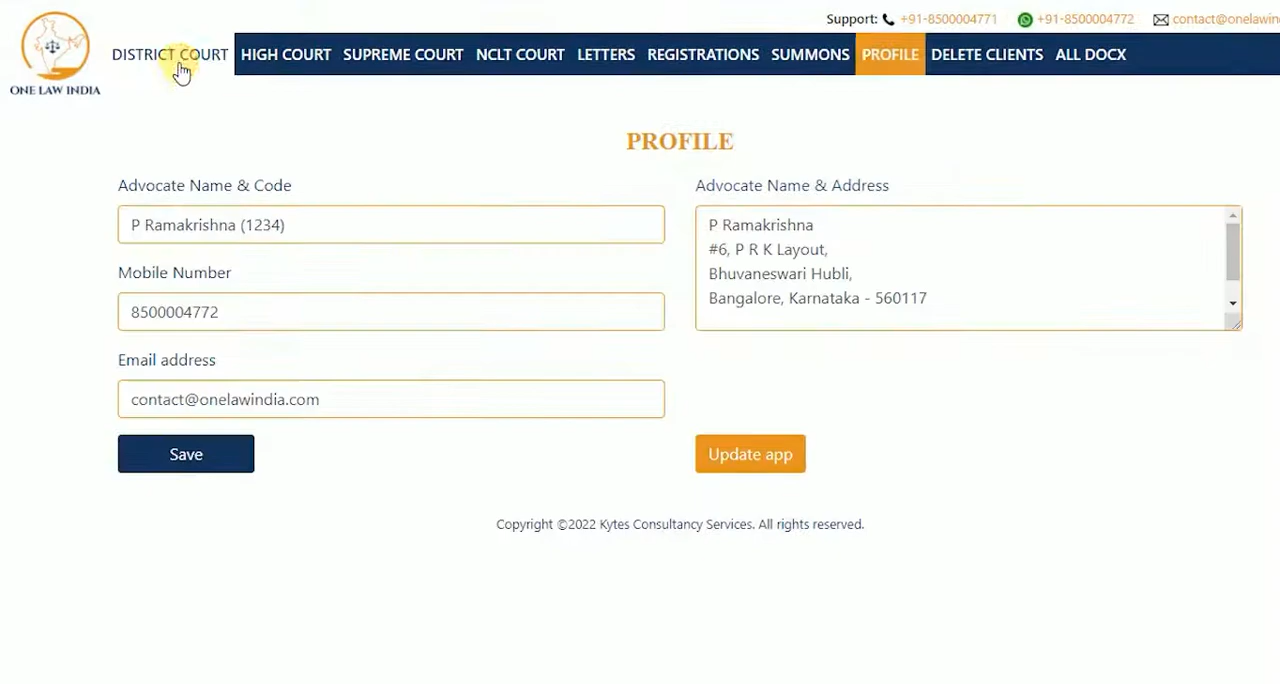 Support: +91-8500004771 +91-8500004772 contact@onelawin
ONE LAW INDIA
DISTRICT COURT HIGH COURT SUPREME COURT NCLT COURT LETTERS REGISTRATIONS SUMMONS PROFILE DELETE CLIENTS ALL DOCX
PROFILE
Advocate Name & Code
P Ramakrishna (1234)
Mobile Number
8500004772
Email address
contact@onelawindia.com
Save
Advocate Name & Address
P Ramakrishna
#6, P R K Layout,
Bhuvaneswari Hubli,
Bangalore, Karnataka - 560117
Update app
Copyright ©2022 Kytes Consultancy Services. All rights reserved.